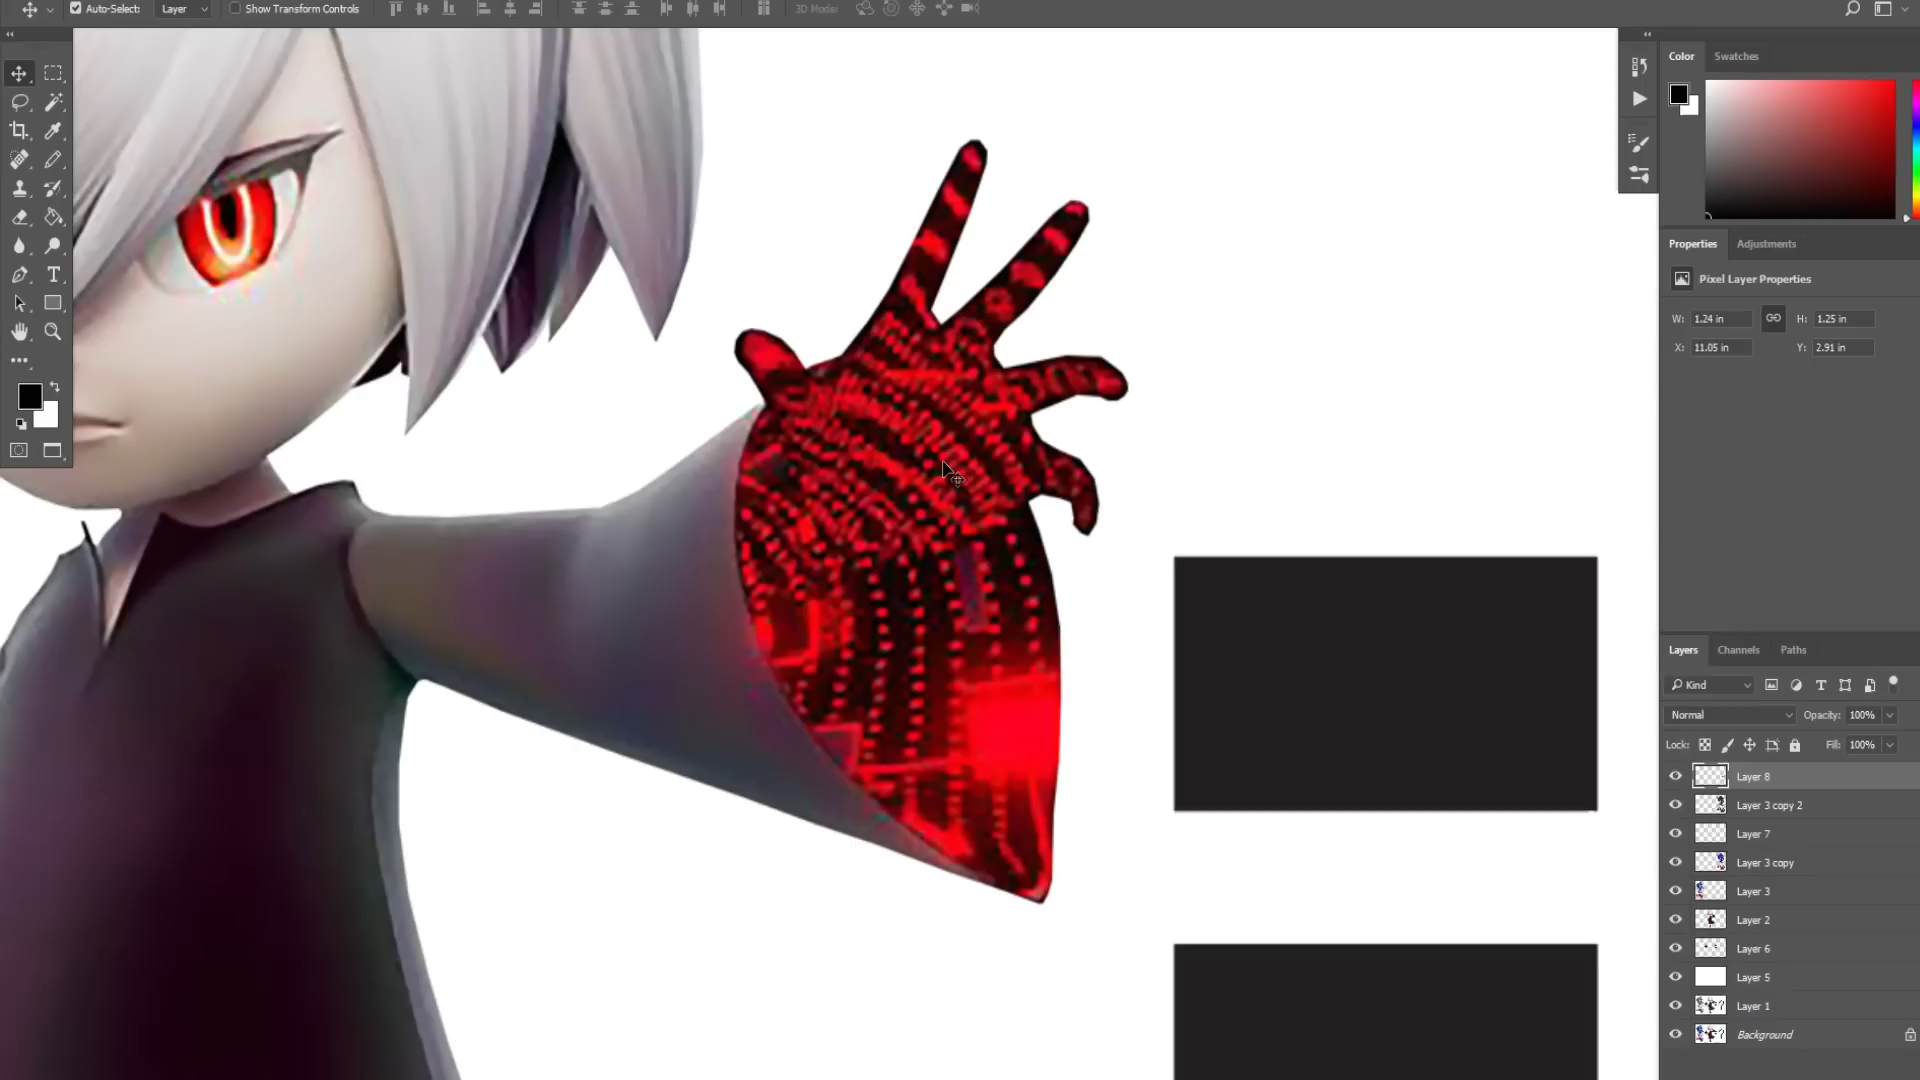 Auto-Select: Layer Show Transform Controls 3D Mode:
Color Swatches
Properties Adjustments
Pixel Layer Properties
W: 1.24 in H: 1.25 in
X: 11.05 in Y: 2.91 in
Layers Channels Paths
Kind
Normal Opacity: 100%
Lock: Fill: 100%
Layer 8
Layer 3 copy 2
Layer 7
Layer 3 copy
Layer 3
Layer 2
Layer 6
Layer 5
Layer 1
Background